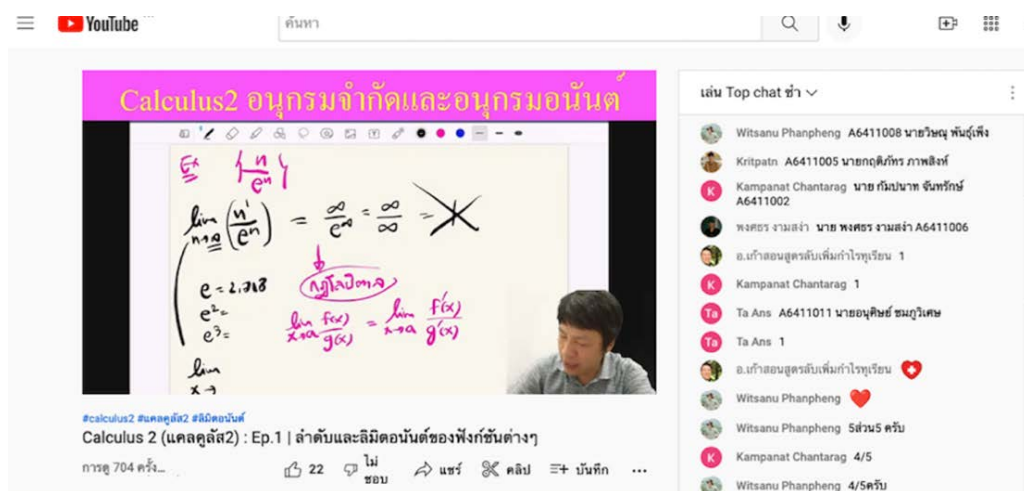 YouTube
ค้นหา
Calculus2 อนุกรมจำกัดและอนุกรมอนันต์
Ex { n/eⁿ }
lim n→∞ (n'/eⁿ) = ∞/e^∞ = ∞/∞ =
e = 2.718
กฎโลปิตาล
e² =
e³ =
lim x→a f(x)/g(x) = lim x→a f'(x)/g'(x)
lim
x→
#calculus2 #แคลคูลัส2 #ลิมิตอนันต์
Calculus 2 (แคลคูลัส2) : Ep.1 | ลำดับและลิมิตอนันต์ของฟังก์ชันต่างๆ
การดู 704 ครั้ง...
22
ไม่ชอบ
แชร์
คลิป
บันทึก
เล่น Top chat ซ้ำ
Witsanu Phanpheng A6411008 นายวิษณุ พันธุ์เพ็ง
Kritpatn A6411005 นายกฤติภัทร ภาพสิงห์
Kampanat Chantarag นาย กัมปนาท จันทรักษ์
A6411002
พงศธร งามสง่า นาย พงศธร งามสง่า A6411006
อ.เก๋าสอนสูตรลับเพิ่มกำไรทุเรียน 1
Kampanat Chantarag 1
Ta Ans A6411011 นายอนุศิษย์ ชมภูวิเศษ
Ta Ans 1
อ.เก๋าสอนสูตรลับเพิ่มกำไรทุเรียน
Witsanu Phanpheng
Witsanu Phanpheng 5ส่วน5 ครับ
Kampanat Chantarag 4/5
Witsanu Phanpheng 4/5ครับ